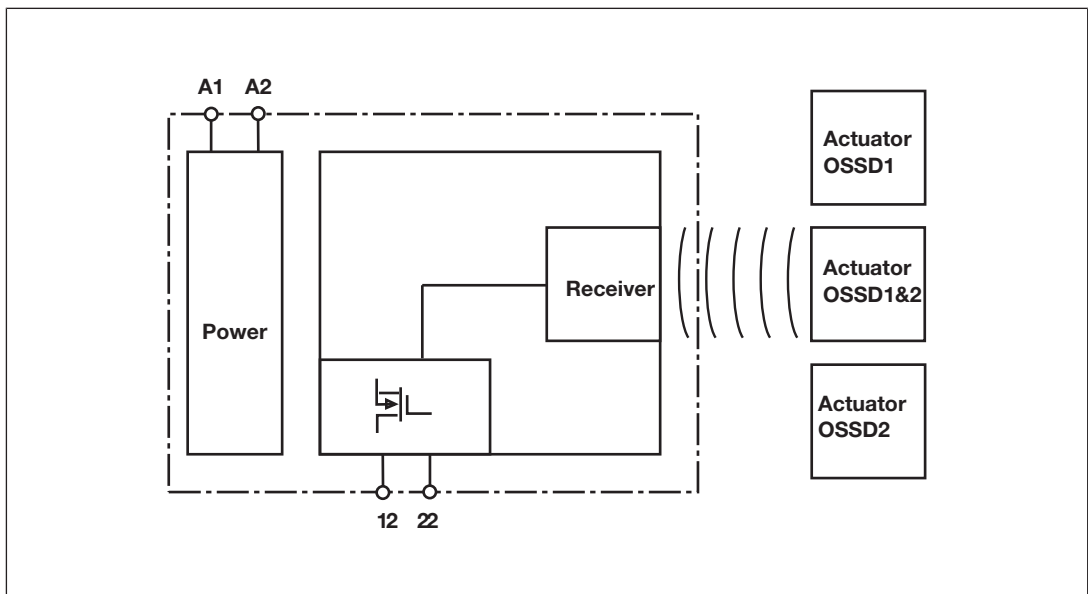 A1 A2
Actuator
OSSD1
Actuator
OSSD1&2
Receiver
Power
Actuator
OSSD2
12 22